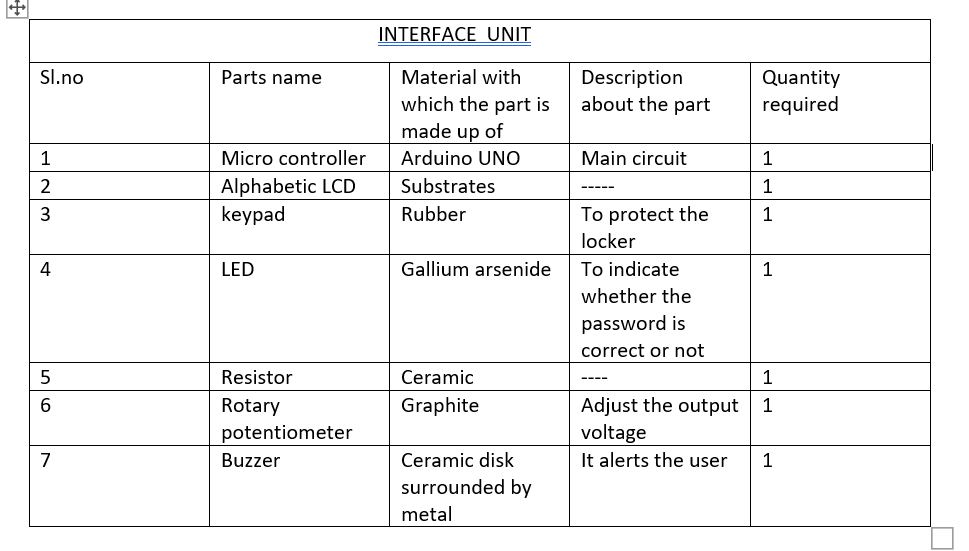 INTERFACE UNIT
Sl.no Parts name Material with Description Quantity
which the part is about the part required
made up of
1 Micro controller Arduino UNO Main circuit 1
2 Alphabetic LCD Substrates ----- 1
3 keypad Rubber To protect the 1
locker
4 LED Gallium arsenide To indicate 1
whether the
password is
correct or not
5 Resistor Ceramic ---- 1
6 Rotary Graphite Adjust the output 1
potentiometer voltage
7 Buzzer Ceramic disk It alerts the user 1
surrounded by
metal